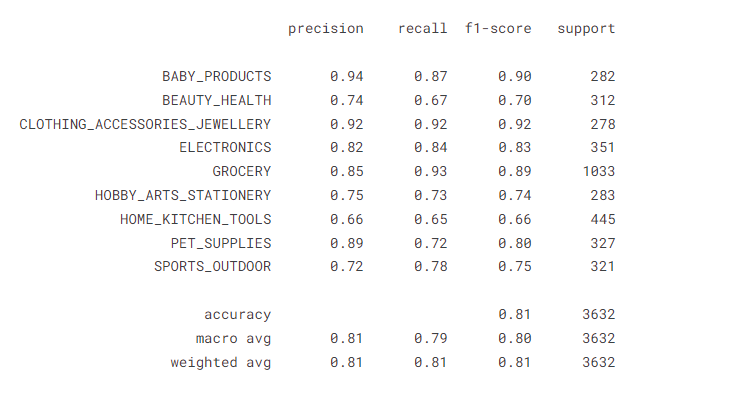 precision recall f1-score support
BABY_PRODUCTS 0.94 0.87 0.90 282
BEAUTY_HEALTH 0.74 0.67 0.70 312
CLOTHING_ACCESSORIES_JEWELLERY 0.92 0.92 0.92 278
ELECTRONICS 0.82 0.84 0.83 351
GROCERY 0.85 0.93 0.89 1033
HOBBY_ARTS_STATIONERY 0.75 0.73 0.74 283
HOME_KITCHEN_TOOLS 0.66 0.65 0.66 445
PET_SUPPLIES 0.89 0.72 0.80 327
SPORTS_OUTDOOR 0.72 0.78 0.75 321
accuracy 0.81 3632
macro avg 0.81 0.79 0.80 3632
weighted avg 0.81 0.81 0.81 3632